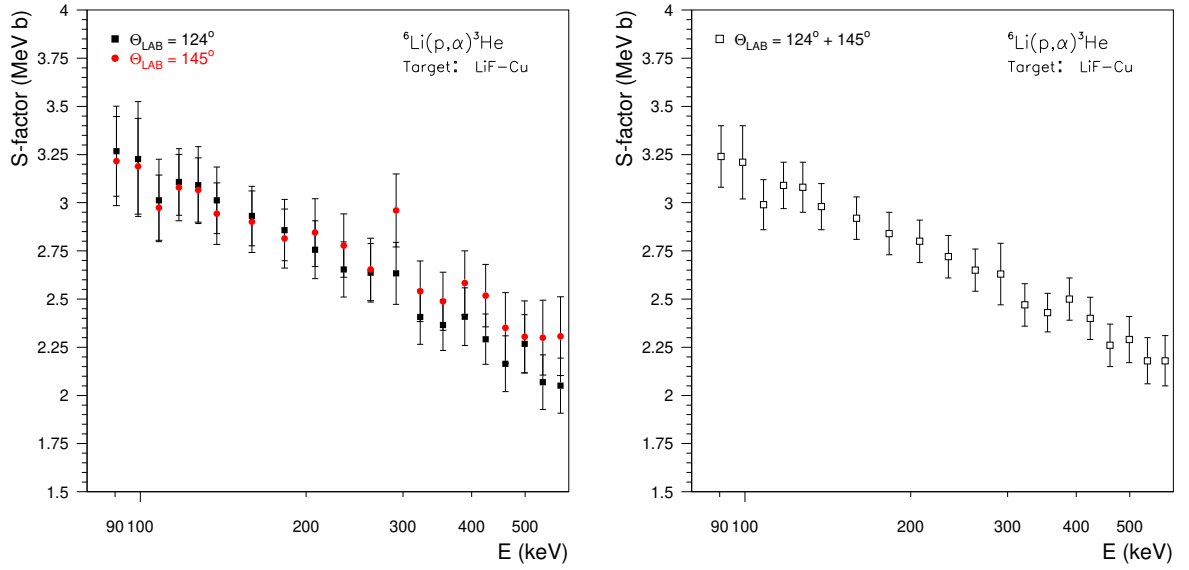 S-factor (MeV b)
4
3.75
3.5
3.25
3
2.75
2.5
2.25
2
1.75
1.5
Θ_LAB = 124°
Θ_LAB = 145°
⁶Li(p,α)³He
Target: LiF-Cu
90 100 200 300 400 500
E (keV)
S-factor (MeV b)
4
3.75
3.5
3.25
3
2.75
2.5
2.25
2
1.75
1.5
Θ_LAB = 124° + 145°
⁶Li(p,α)³He
Target: LiF-Cu
90 100 200 300 400 500
E (keV)